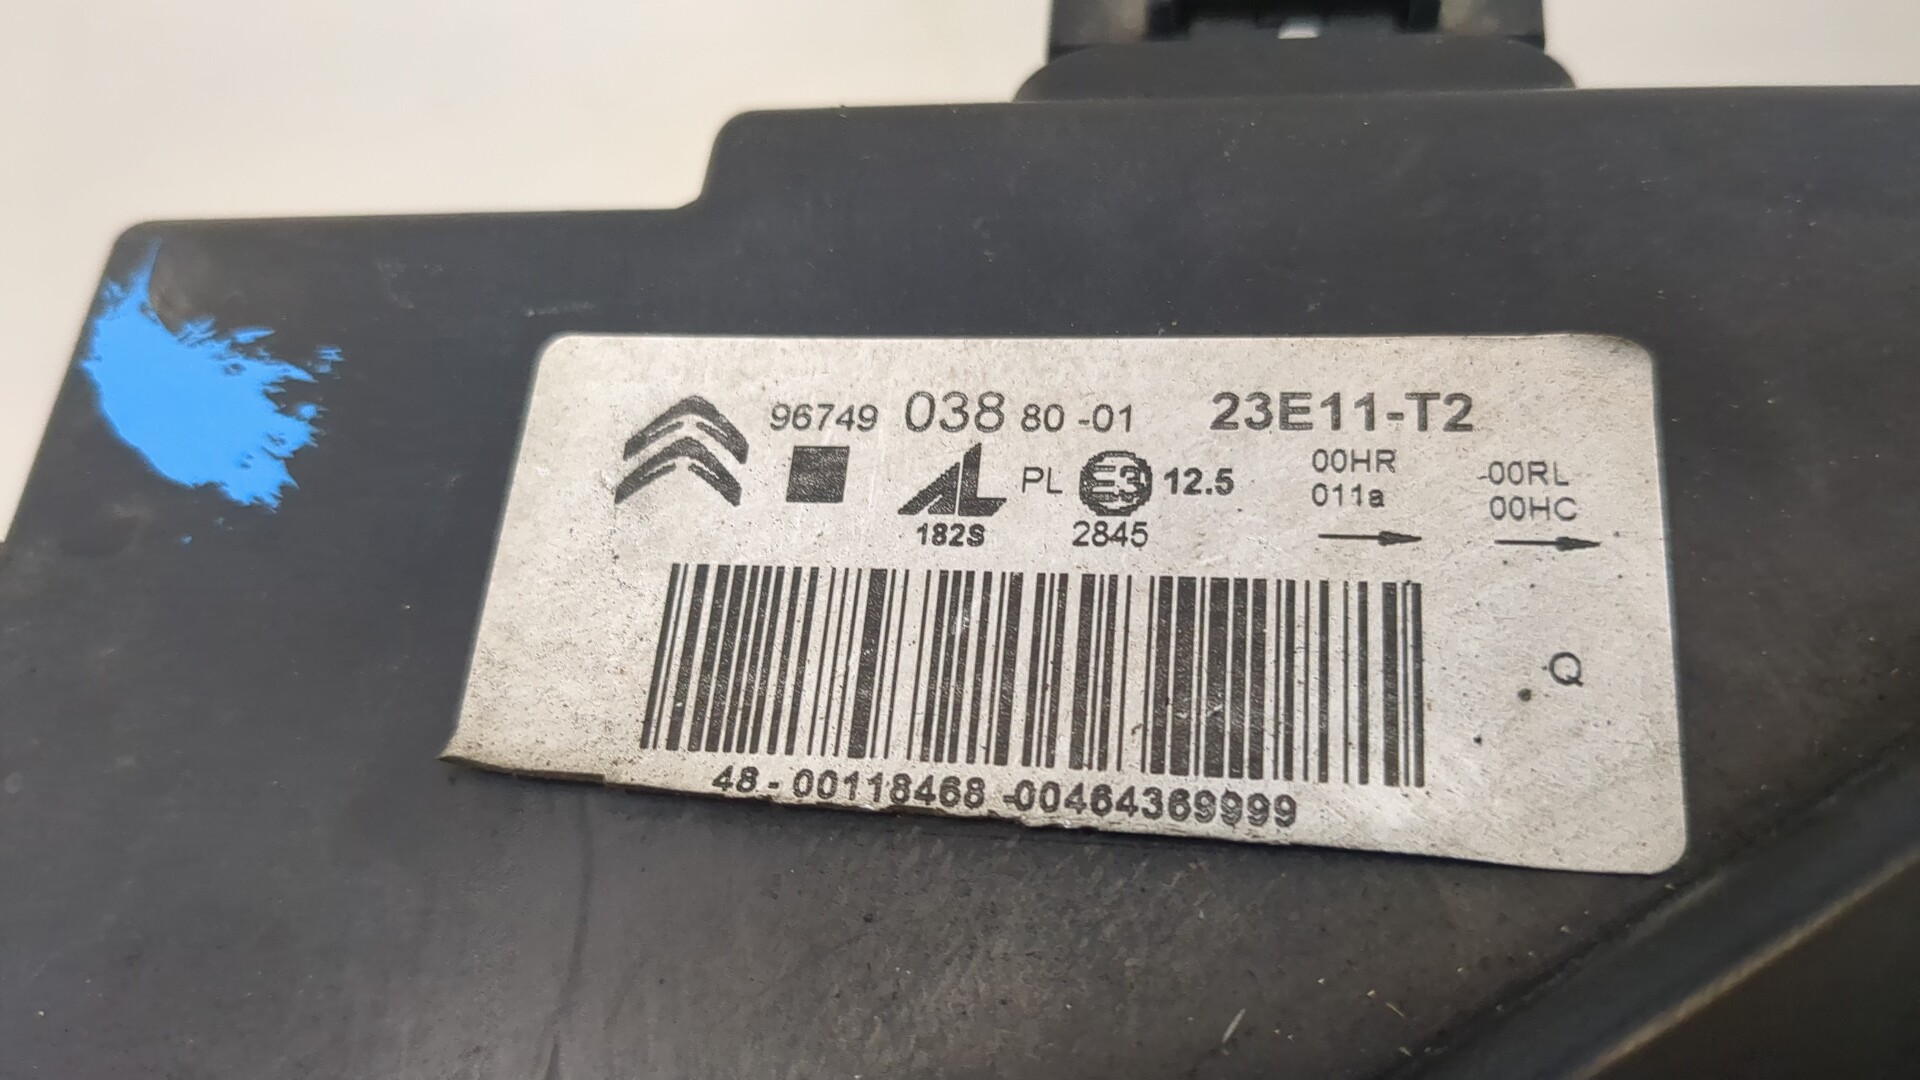 96749 038 80 -01 23E11-T2
AL PL E3 12.5
00HR
011a
-00RL
00HC
182S 2845
Q
48 - 00118468 -00464369999